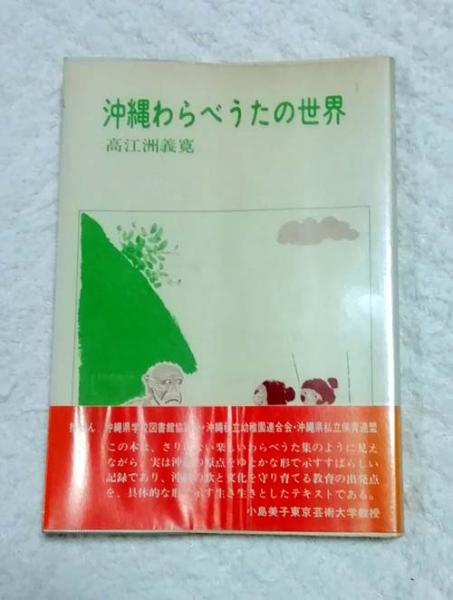 沖縄わらべうたの世界
高江洲義寛
沖縄県学校図書館協・沖縄私立幼稚園連合会・沖縄県私立保育連盟
この本は、さりない楽しいわらべうた集のように見え
ながら、実は沖の原点をゆたかな形で示すすばらしい
記録であり、沖の歌と文化を守り育てる教育の出発点
を、具体的な形で示す生き生きとしたテキストである。
小島美子東京芸術大学教授